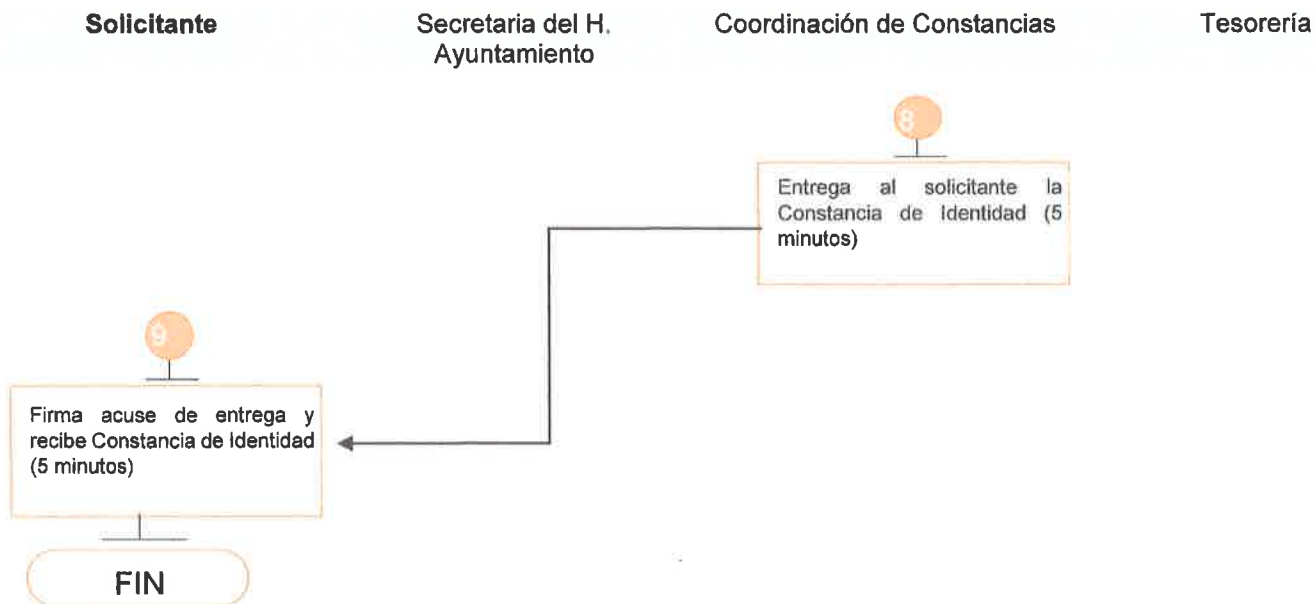 Solicitante
Secretaria del H.
Ayuntamiento
Coordinación de Constancias
Tesorería
8
Entrega al solicitante la
Constancia de Identidad (5
minutos)
9
Firma acuse de entrega y
recibe Constancia de Identidad
(5 minutos)
FIN